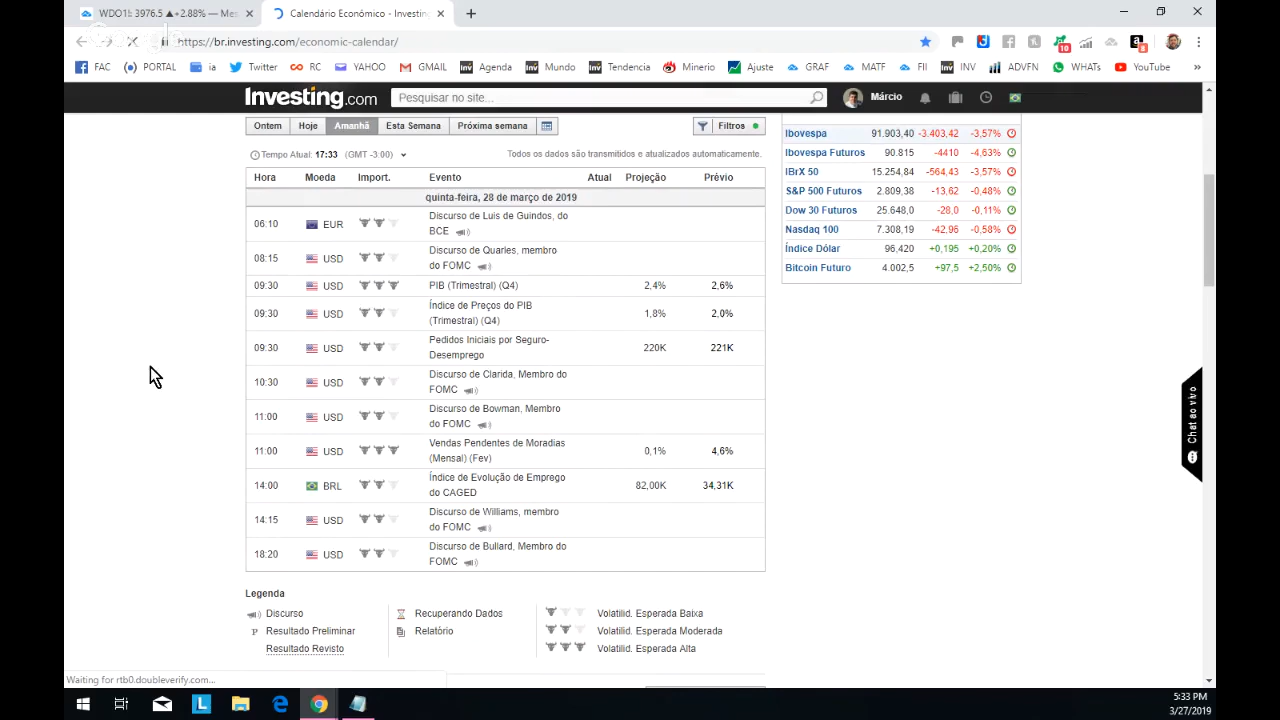 WDO1! 3976.5 ▲+2.88% — Me
Calendário Económico - Investing
https://br.investing.com/economic-calendar/
10
FAC PORTAL ia Twitter RC YAHOO GMAIL Agenda Mundo Tendencia Minerio Ajuste GRAF MATF FII INV ADVFN WHATs YouTube »
Investing.com Pesquisar no site... Márcio
Ontem Hoje Amanhã Esta Semana Próxima semana Filtros
Tempo Atual: 17:33 (GMT -3:00) Todos os dados são transmitidos e atualizados automaticamente.
Hora Moeda Import. Evento Atual Projeção Prévio
quinta-feira, 28 de março de 2019
06:10 EUR Discurso de Luis de Guindos, do
BCE
08:15 USD Discurso de Quarles, membro
do FOMC
09:30 USD PIB (Trimestral) (Q4) 2,4% 2,6%
09:30 USD Índice de Preços do PIB
(Trimestral) (Q4) 1,8% 2,0%
09:30 USD Pedidos Iniciais por Seguro-
Desemprego 220K 221K
10:30 USD Discurso de Clarida, Membro do
FOMC
11:00 USD Discurso de Bowman, Membro
do FOMC
11:00 USD Vendas Pendentes de Moradias
(Mensal) (Fev) 0,1% 4,6%
14:00 BRL Índice de Evolução de Emprego
do CAGED 82,00K 34,31K
14:15 USD Discurso de Williams, membro
do FOMC
18:20 USD Discurso de Bullard, Membro do
FOMC
Ibovespa 91.903,40 -3.403,42 -3,57%
Ibovespa Futuros 90.815 -4410 -4,63%
IBrX 50 15.254,84 -564,43 -3,57%
S&P 500 Futuros 2.809,38 -13,62 -0,48%
Dow 30 Futuros 25.648,0 -28,0 -0,11%
Nasdaq 100 7.308,19 -42,96 -0,58%
Índice Dólar 96,420 +0,195 +0,20%
Bitcoin Futuro 4.002,5 +97,5 +2,50%
Chat ao vivo
Legenda
Discurso Recuperando Dados Volatilid. Esperada Baixa
P Resultado Preliminar Relatório Volatilid. Esperada Moderada
Resultado Revisto Volatilid. Esperada Alta
Waiting for rtb0.doubleverify.com...
5:33 PM
3/27/2019